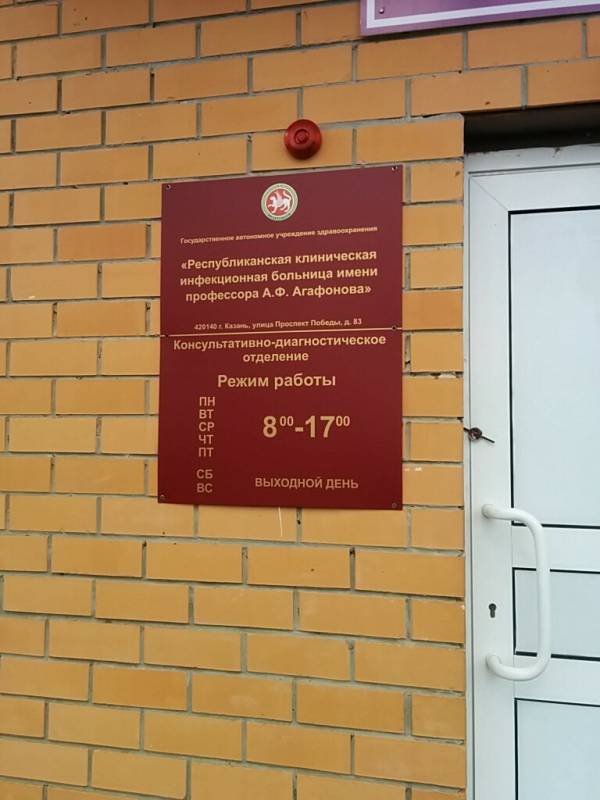 Государственное автономное учреждение здравоохранения
«Республиканская клиническая
инфекционная больница имени
профессора А.Ф. Агафонова»
420140 г. Казань, улица Проспект Победы, д. 83
Консультативно-диагностическое
отделение
Режим работы
ПН
ВТ
СР
ЧТ
ПТ
8⁰⁰-17⁰⁰
СБ
ВС
ВЫХОДНОЙ ДЕНЬ